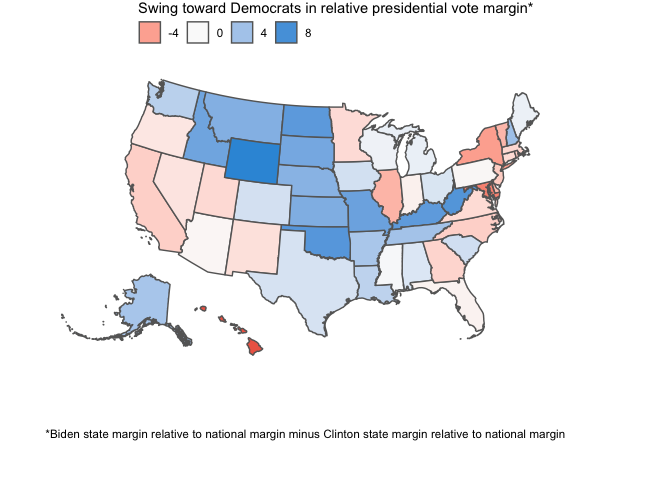 Swing toward Democrats in relative presidential vote margin*
-4 0 4 8
*Biden state margin relative to national margin minus Clinton state margin relative to national margin